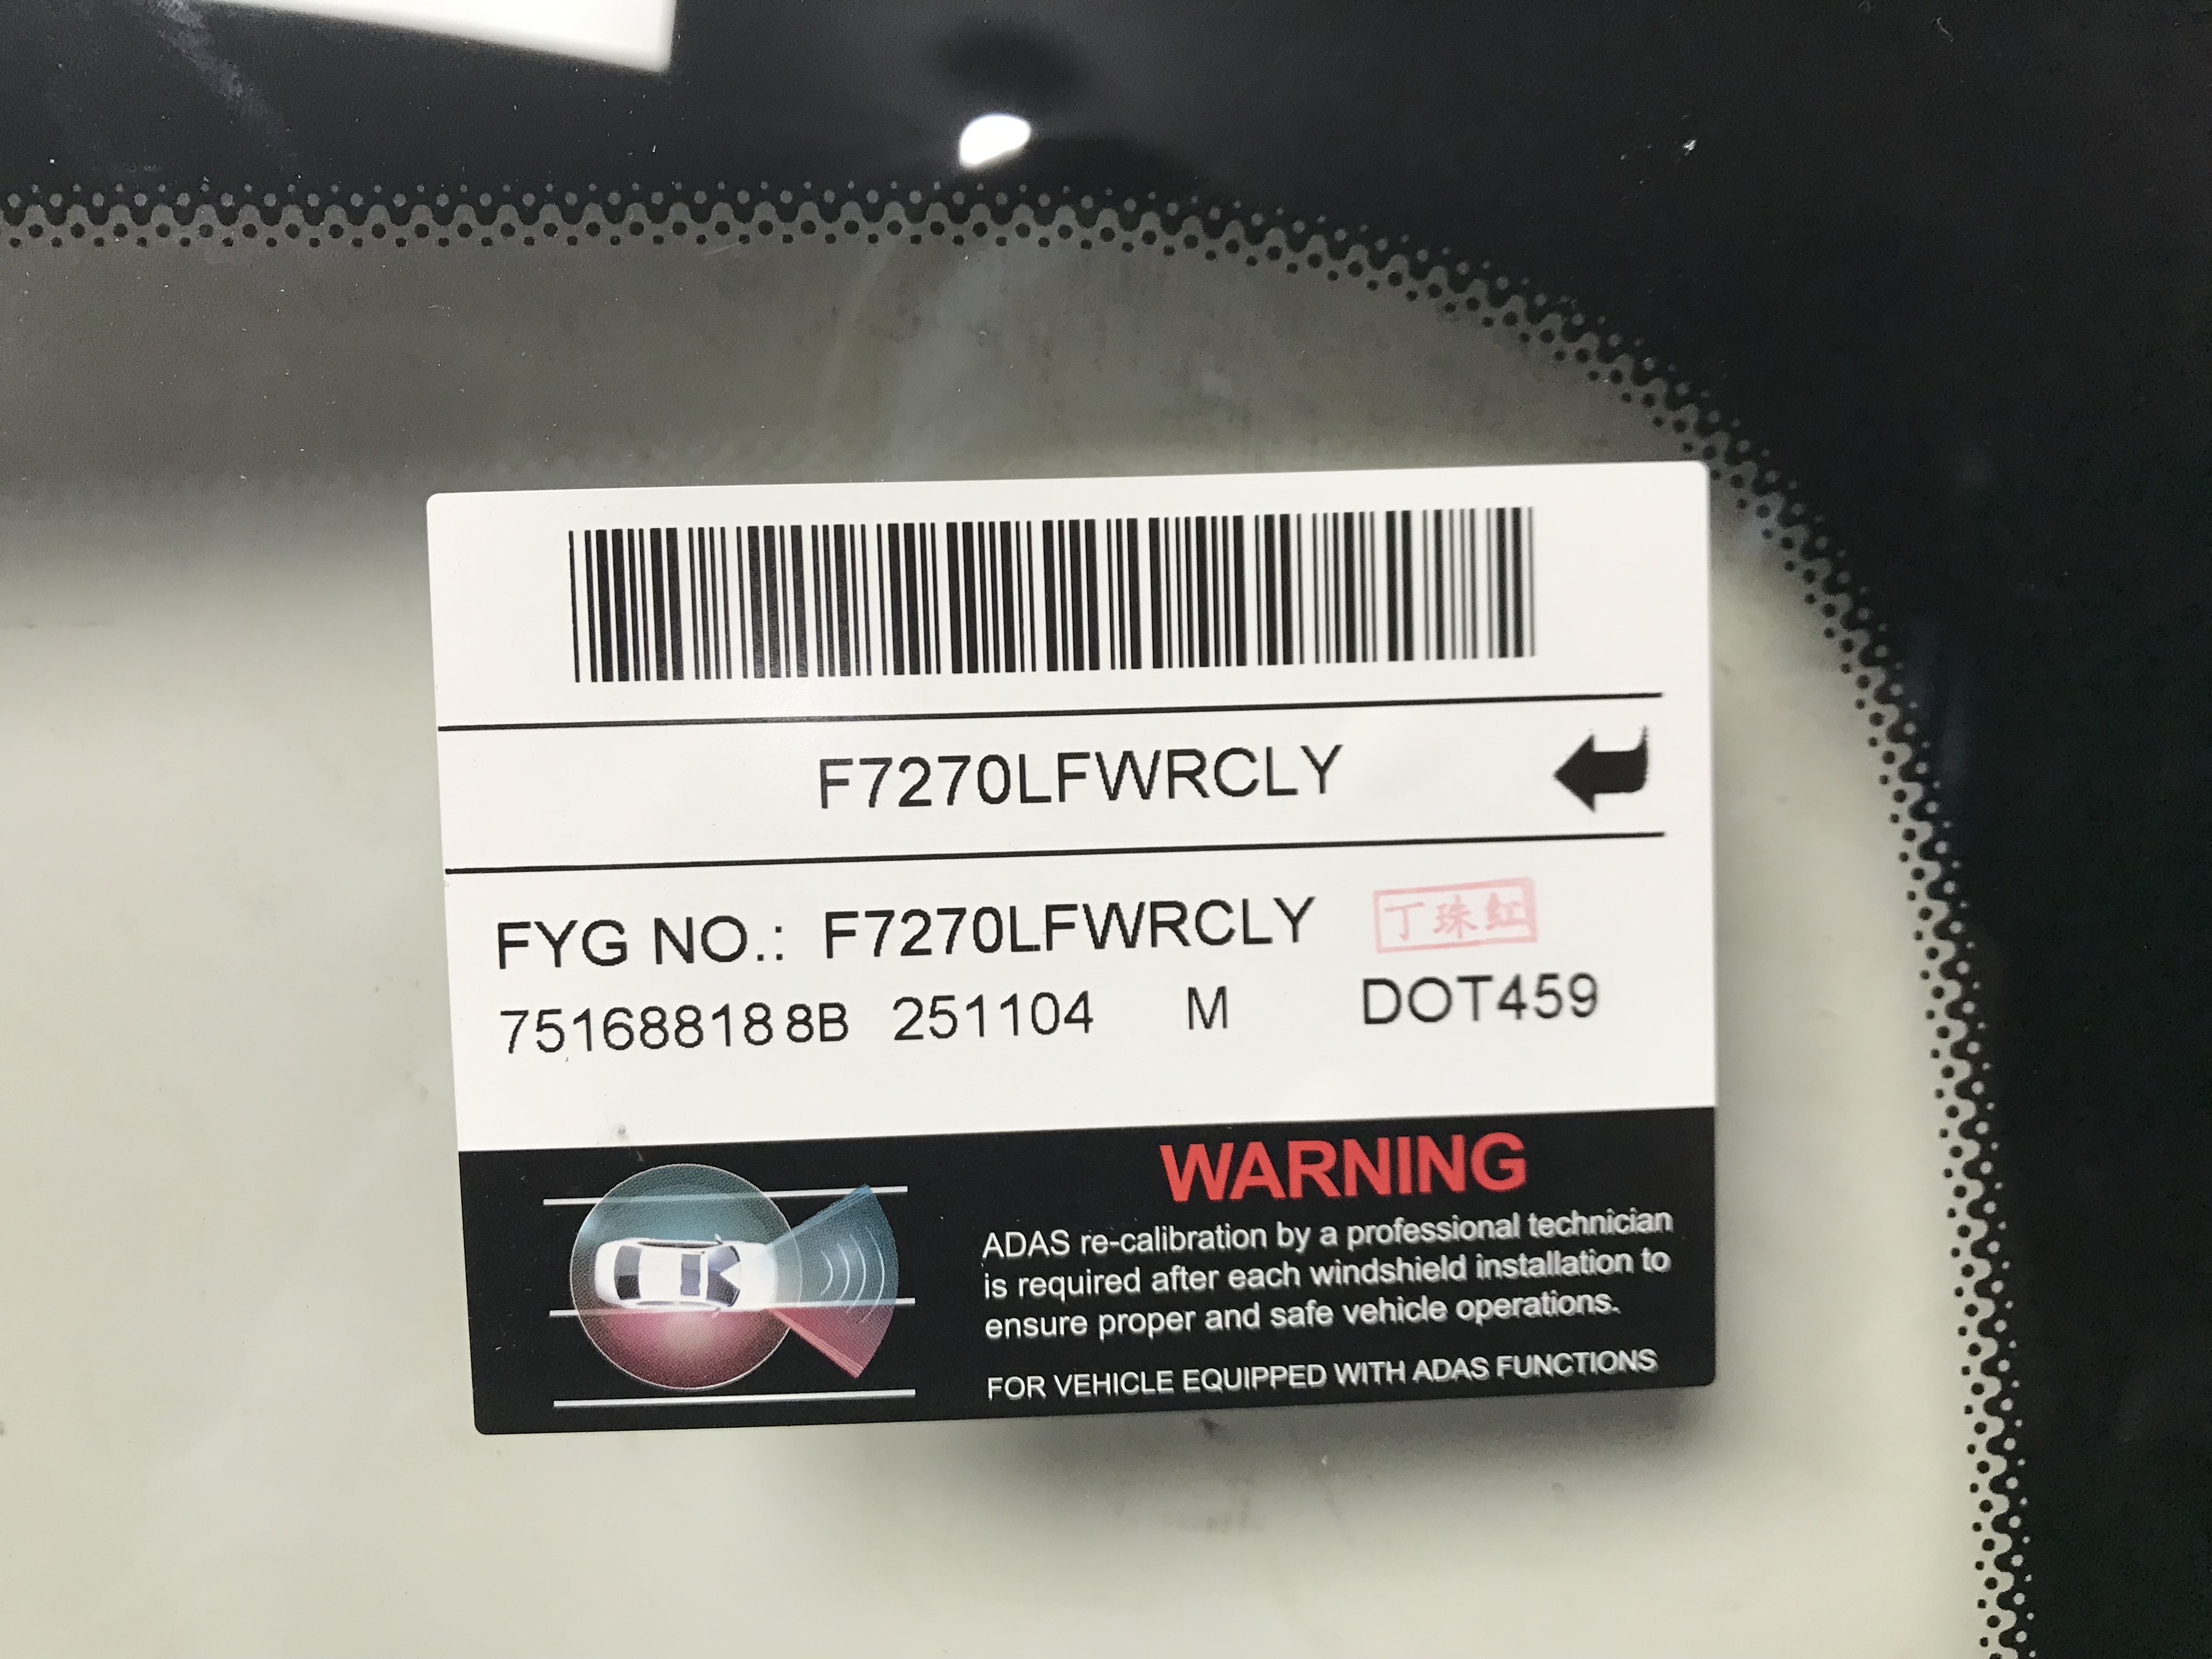 F7270LFWRCLY
FYG NO.: F7270LFWRCLY 丁珠红
751688188B 251104 M DOT459
WARNING
ADAS re-calibration by a professional technician
is required after each windshield installation to
ensure proper and safe vehicle operations.
FOR VEHICLE EQUIPPED WITH ADAS FUNCTIONS